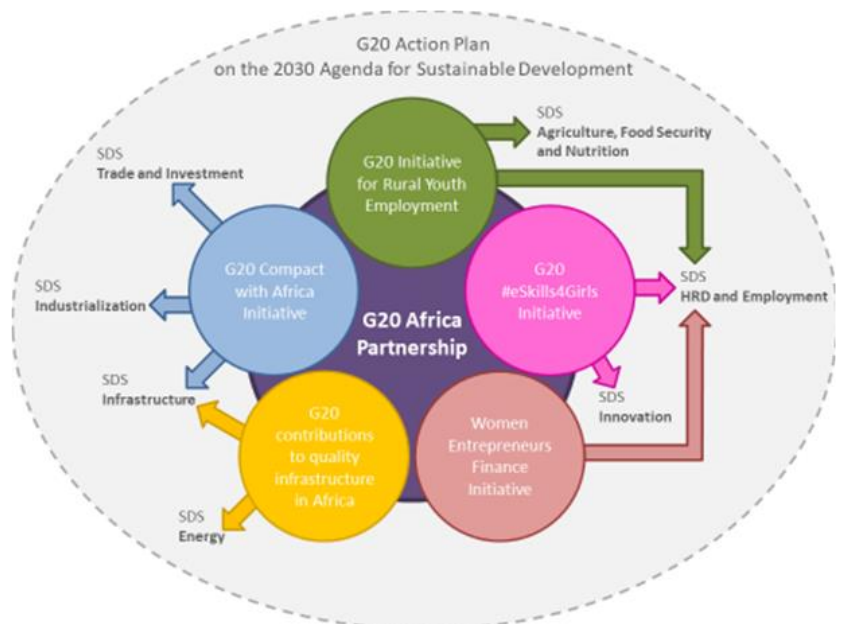 G20 Action Plan
on the 2030 Agenda for Sustainable Development
SDS
Agriculture, Food Security
and Nutrition
G20 Initiative
for Rural Youth
Employment
SDS
Trade and Investment
G20 Compact
with Africa
Initiative
G20
#eSkills4Girls
Initiative
SDS
HRD and Employment
SDS
Industrialization
G20 Africa
Partnership
SDS
Infrastructure
SDS
Innovation
G20
contributions
to quality
infrastructure
in Africa
Women
Entrepreneurs
Finance
Initiative
SDS
Energy